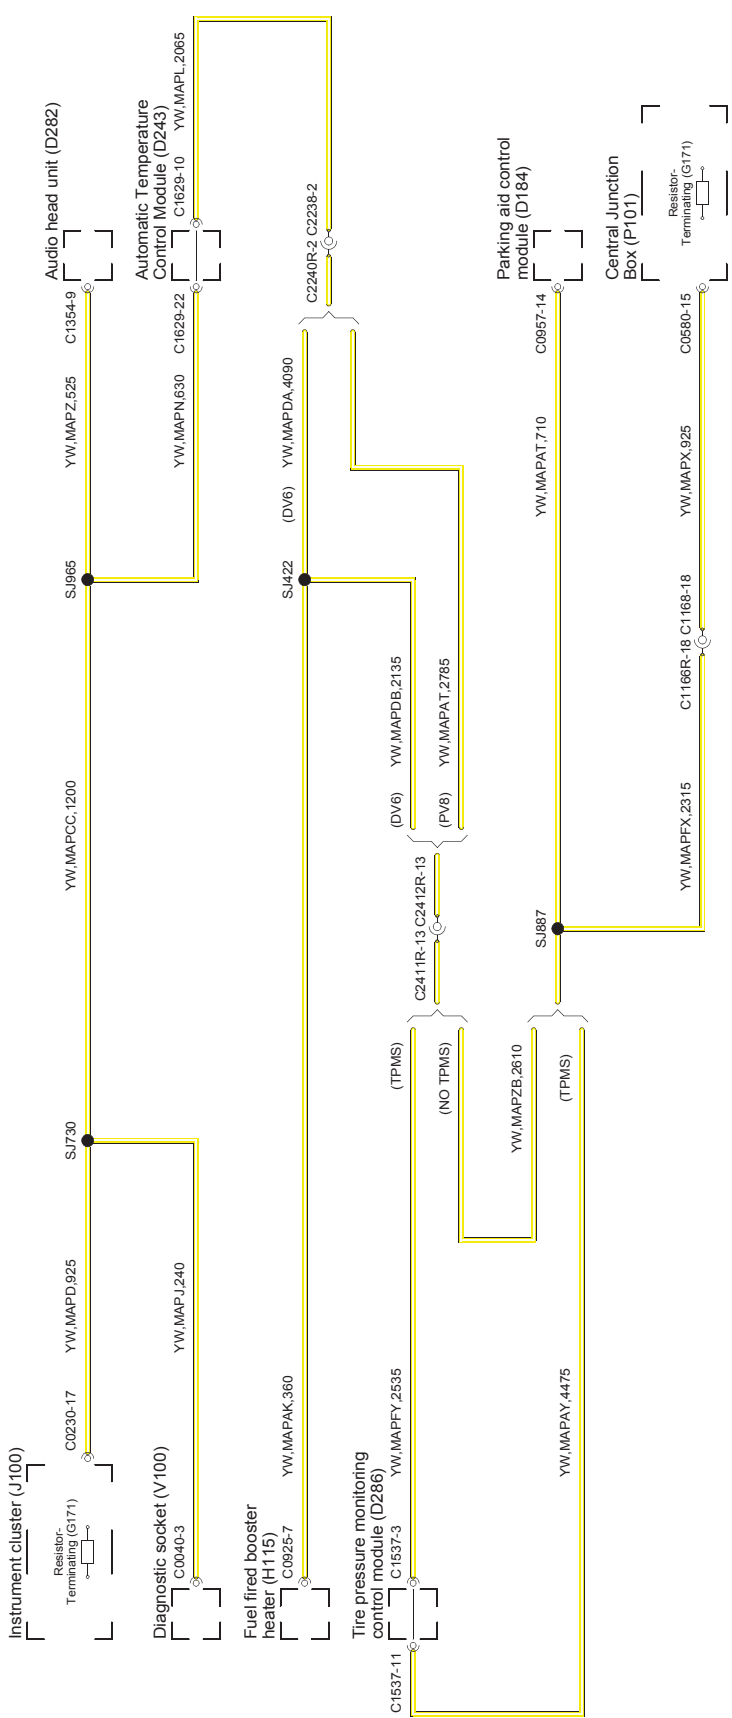 Instrument cluster (J100)
Resistor-
Terminating (G171)
C0230-17
YW,MAPD,925
SJ730
YW,MAPCC,1200
SJ965
YW,MAPZ,525
C1354-9
Audio head unit (D282)
Diagnostic socket (V100)
C0040-3
YW,MAPJ,240
YW,MAPN,630
C1629-22
Automatic Temperature
Control Module (D243)
C1629-10
YW,MAPL,2065
Fuel fired booster
heater (H115)
C0925-7
YW,MAPAK,360
SJ422
(DV6)
YW,MAPDA,4090
C2240R-2 C2238-2
Tire pressure monitoring
control module (D286)
C1537-11
C1537-3
YW,MAPFY,2535
(TPMS)
(NO TPMS)
C2411R-13 C2412R-13
(DV6)
YW,MAPDB,2135
(PV8)
YW,MAPAT,2785
YW,MAPZB,2610
YW,MAPAY,4475
(TPMS)
SJ887
YW,MAPAT,710
C0957-14
Parking aid control
module (D184)
YW,MAPFX,2315
C1166R-18 C1168-18
YW,MAPX,925
C0580-15
Central Junction
Box (P101)
Resistor-
Terminating (G171)